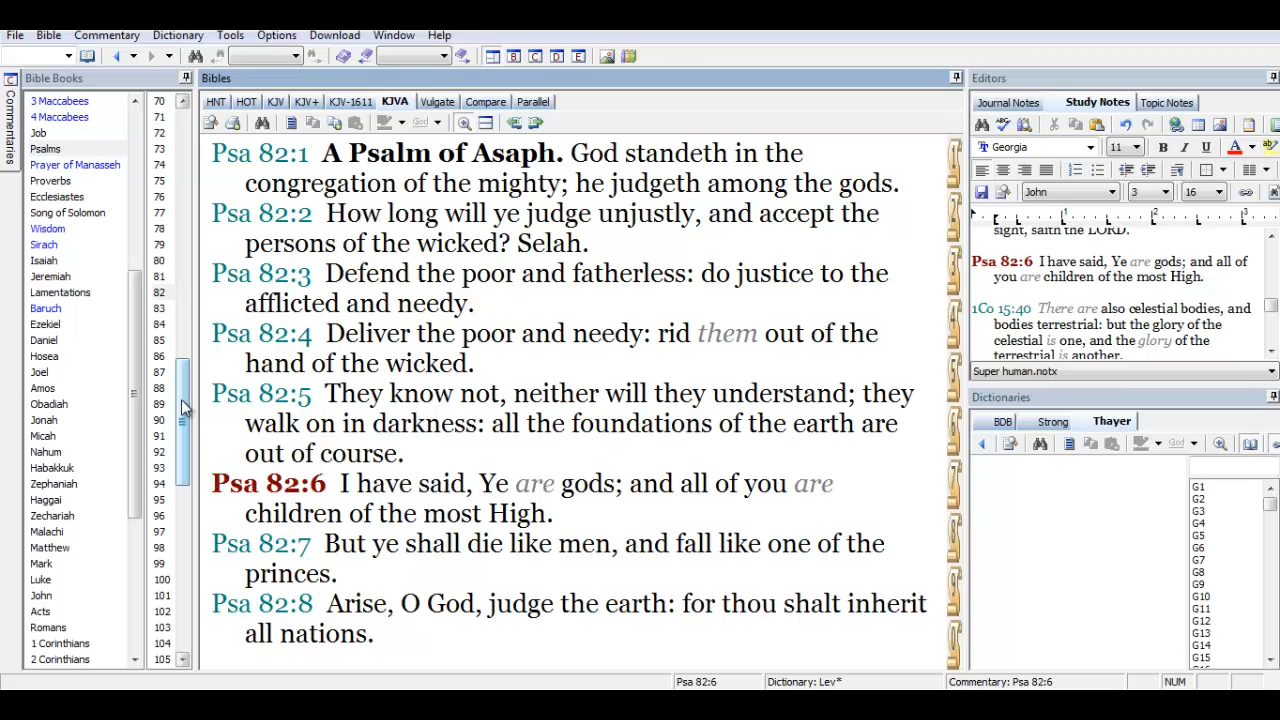 File Bible Commentary Dictionary Tools Options Download Window Help
Bible Books
Bibles
Editors
Commentaries
3 Maccabees 70
4 Maccabees 71
Job 72
Psalms 73
Prayer of Manasseh 74
Proverbs 75
Ecclesiastes 76
Song of Solomon 77
Wisdom 78
Sirach 79
Isaiah 80
Jeremiah 81
Lamentations 82
Baruch 83
Ezekiel 84
Daniel 85
Hosea 86
Joel 87
Amos 88
Obadiah 89
Jonah 90
Micah 91
Nahum 92
Habakkuk 93
Zephaniah 94
Haggai 95
Zechariah 96
Malachi 97
Matthew 98
Mark 99
Luke 100
John 101
Acts 102
Romans 103
1 Corinthians 104
2 Corinthians 105
HNT HOT KJV KJV+ KJV-1611 KJVA Vulgate Compare Parallel
Psa 82:1 A Psalm of Asaph. God standeth in the
congregation of the mighty; he judgeth among the gods.
Psa 82:2 How long will ye judge unjustly, and accept the
persons of the wicked? Selah.
Psa 82:3 Defend the poor and fatherless: do justice to the
afflicted and needy.
Psa 82:4 Deliver the poor and needy: rid them out of the
hand of the wicked.
Psa 82:5 They know not, neither will they understand; they
walk on in darkness: all the foundations of the earth are
out of course.
Psa 82:6 I have said, Ye are gods; and all of you are
children of the most High.
Psa 82:7 But ye shall die like men, and fall like one of the
princes.
Psa 82:8 Arise, O God, judge the earth: for thou shalt inherit
all nations.
Journal Notes Study Notes Topic Notes
Georgia 11 B I U A
John 3 16
1 2 3
sight, saith the LORD.
Psa 82:6 I have said, Ye are gods; and all of
you are children of the most High.
1Co 15:40 There are also celestial bodies, and
bodies terrestrial: but the glory of the
celestial is one, and the glory of the
terrestrial is another.
Super human.notx
Dictionaries
BDB Strong Thayer
G1
G2
G3
G4
G5
G6
G7
G8
G9
G10
G11
G12
G13
G14
G15
Psa 82:6 Dictionary: Lev* Commentary: Psa 82:6 NUM